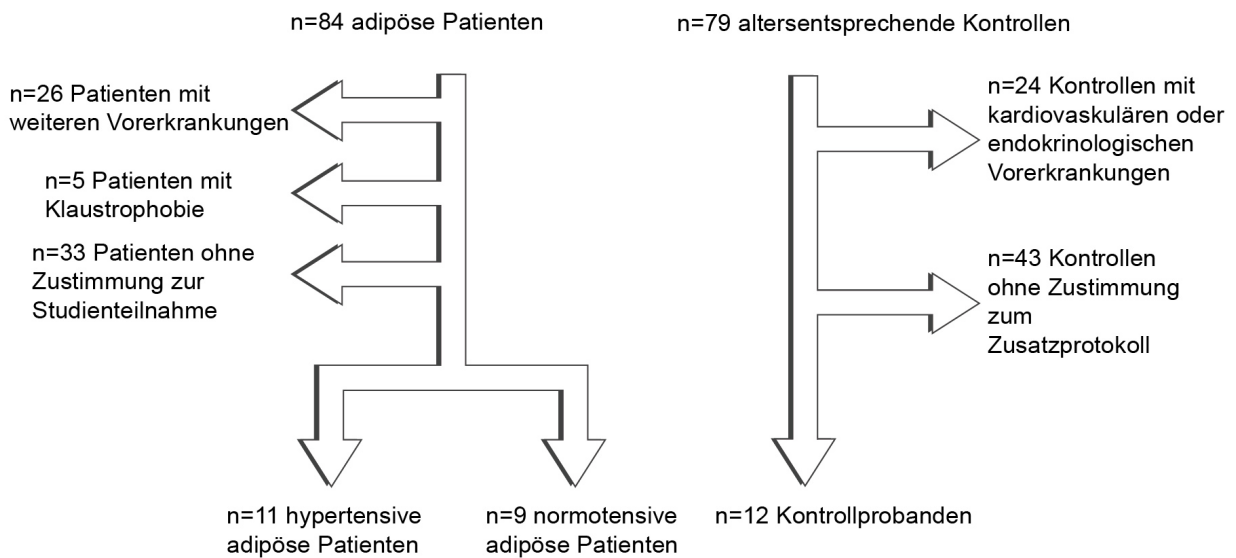 n=84 adipöse Patienten
n=79 altersentsprechende Kontrollen
n=26 Patienten mit
weiteren Vorerkrankungen
n=5 Patienten mit
Klaustrophobie
n=33 Patienten ohne
Zustimmung zur
Studienteilnahme
n=24 Kontrollen mit
kardiovaskulären oder
endokrinologischen
Vorerkrankungen
n=43 Kontrollen
ohne Zustimmung
zum
Zusatzprotokoll
n=11 hypertensive
adipöse Patienten
n=9 normotensive
adipöse Patienten
n=12 Kontrollprobanden